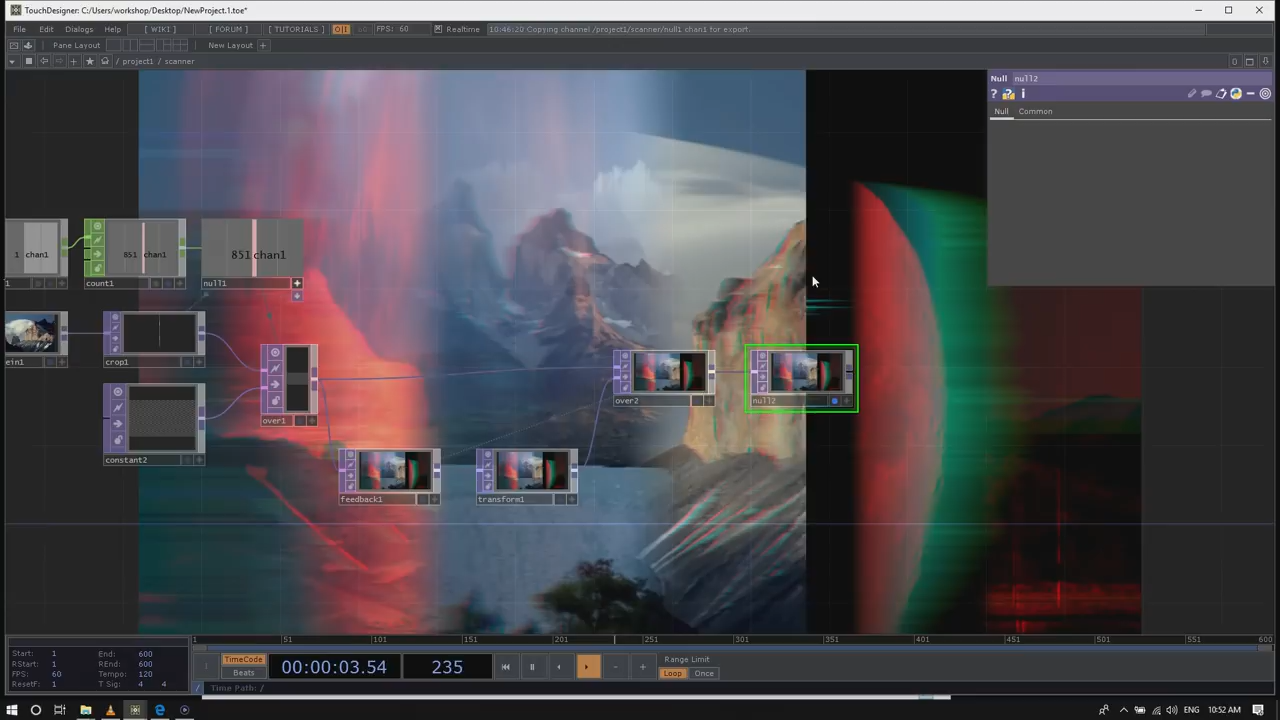 TouchDesigner: C:/Users/workshop/Desktop/NewProject.1.toe*
File Edit Dialogs Help [ WIKI ] [ FORUM ] [ TUTORIALS ] O|I FPS: 60 Realtime 10:46:20 Copying channel /project1/scanner/null1 chan1 for export.
Pane Layout New Layout +
/ project1 / scanner 0
Null null2
? i
Null Common
1 chan1 851 chan1 851 chan1
1 count1 null1
ein1 crop1
over1
constant2
over2 null2
feedback1 transform1
1 51 101 151 201 251 301 351 401 451 501 551 600
Start: 1 End: 600
RStart: 1 REnd: 600
FPS: 60 Tempo: 120
ResetF: 1 T Sig: 4 4
TimeCode
Beats
00:00:03.54 235
Range Limit
Loop Once
/ Time Path: /
10:52 AM